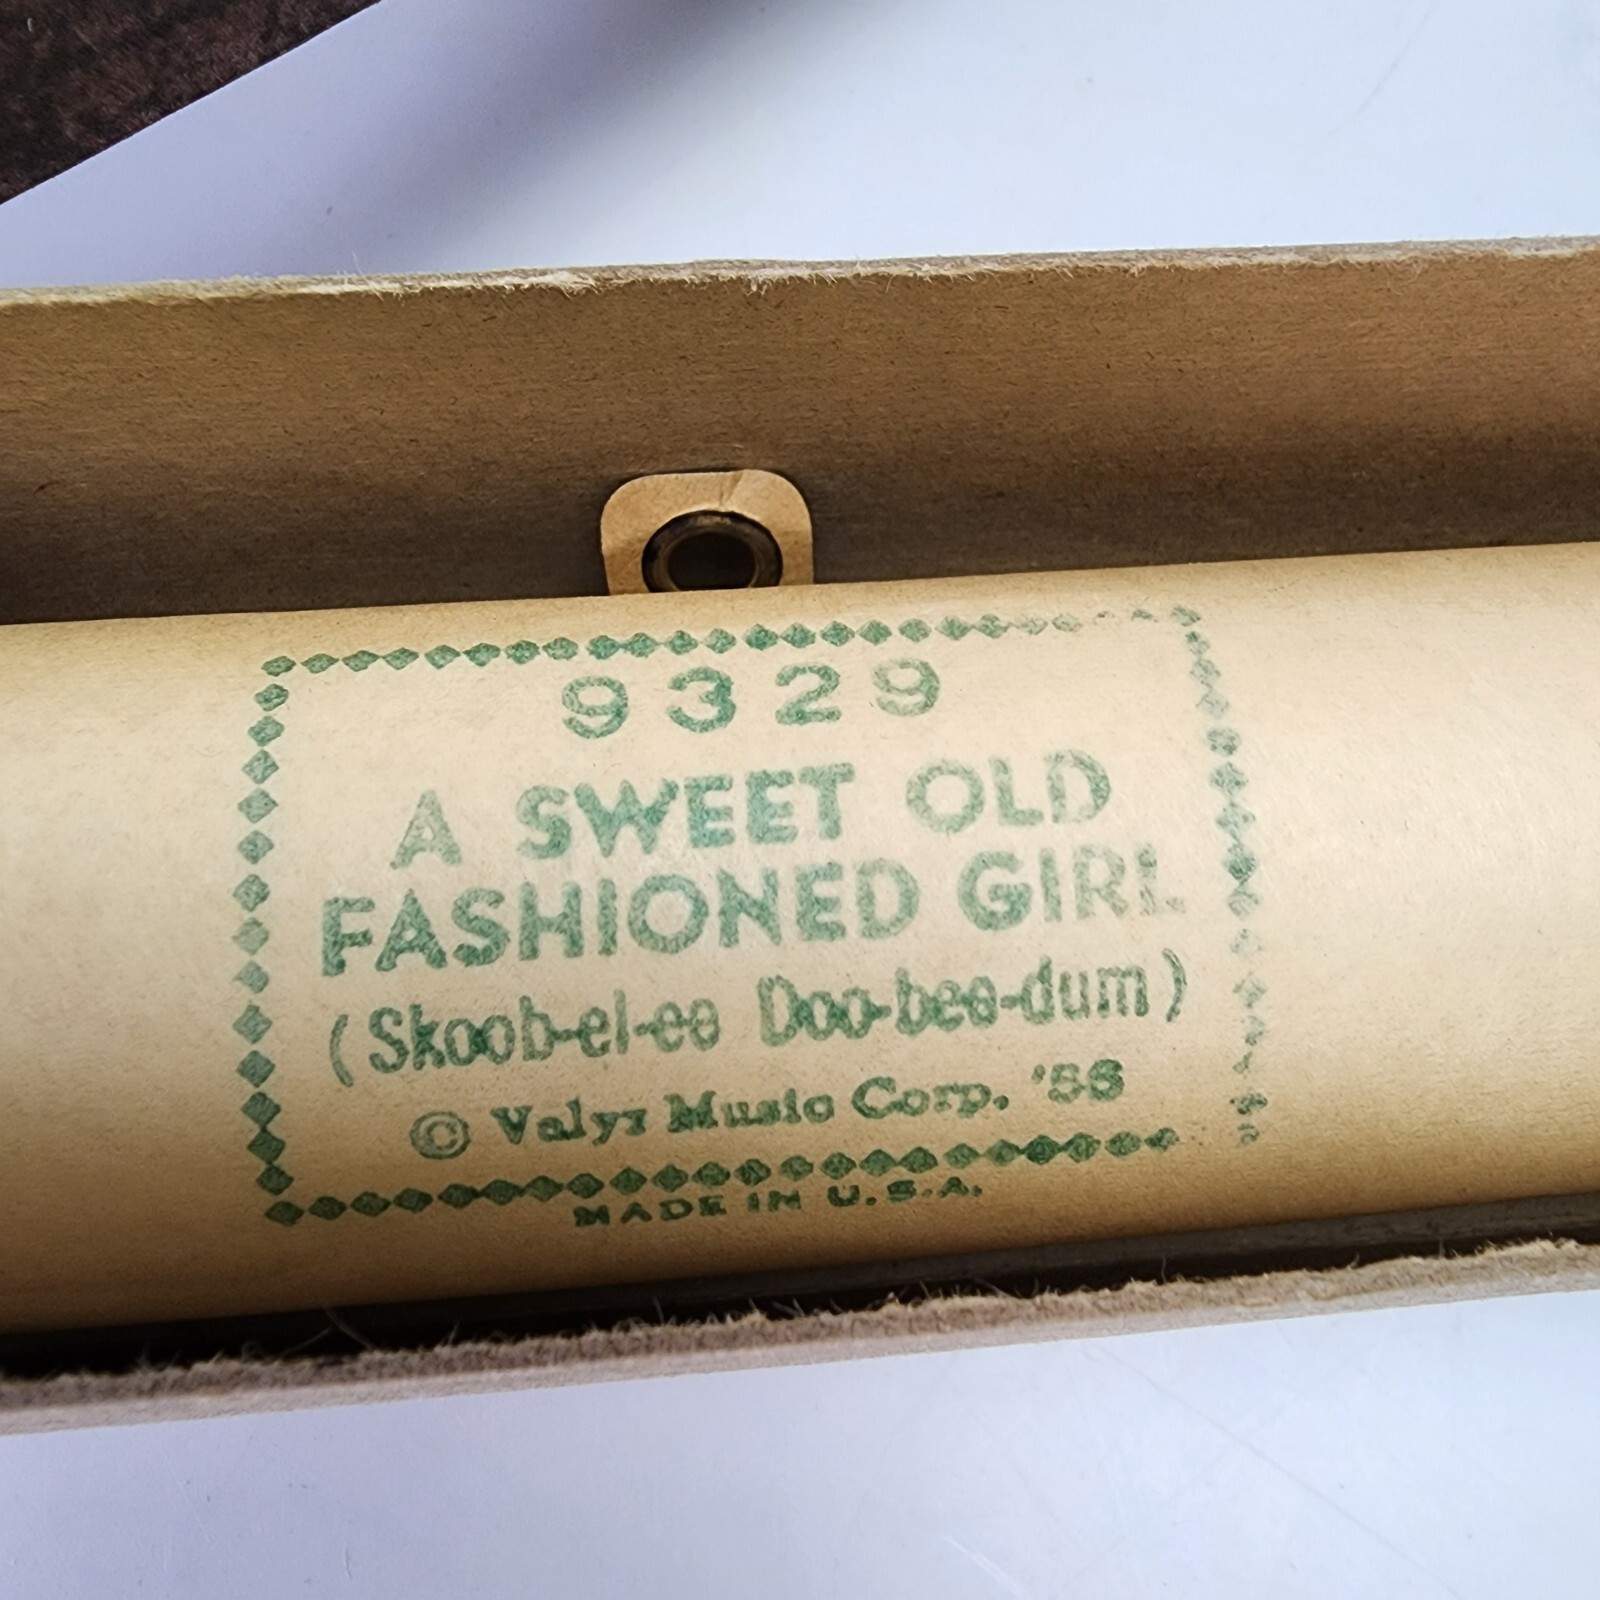 9329
A SWEET OLD
FASHIONED GIRL
(Skoob-el-ee Doo-bee-dum)
© Valyr Music Corp. '56
MADE IN U.S.A.